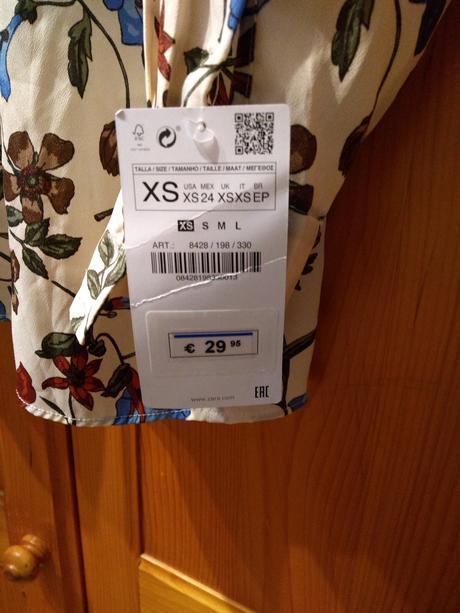 TALLA / SIZE / TAMANHO / TAILLE / MAAT / ΜΕΓΕΘΟΣ
XS
USA MEX UK IT BR
XS 24 XS XS EP
XS S M L
ART.: 8428 / 198 / 330
08428198330013
€ 29 95
www.zara.com
EAC